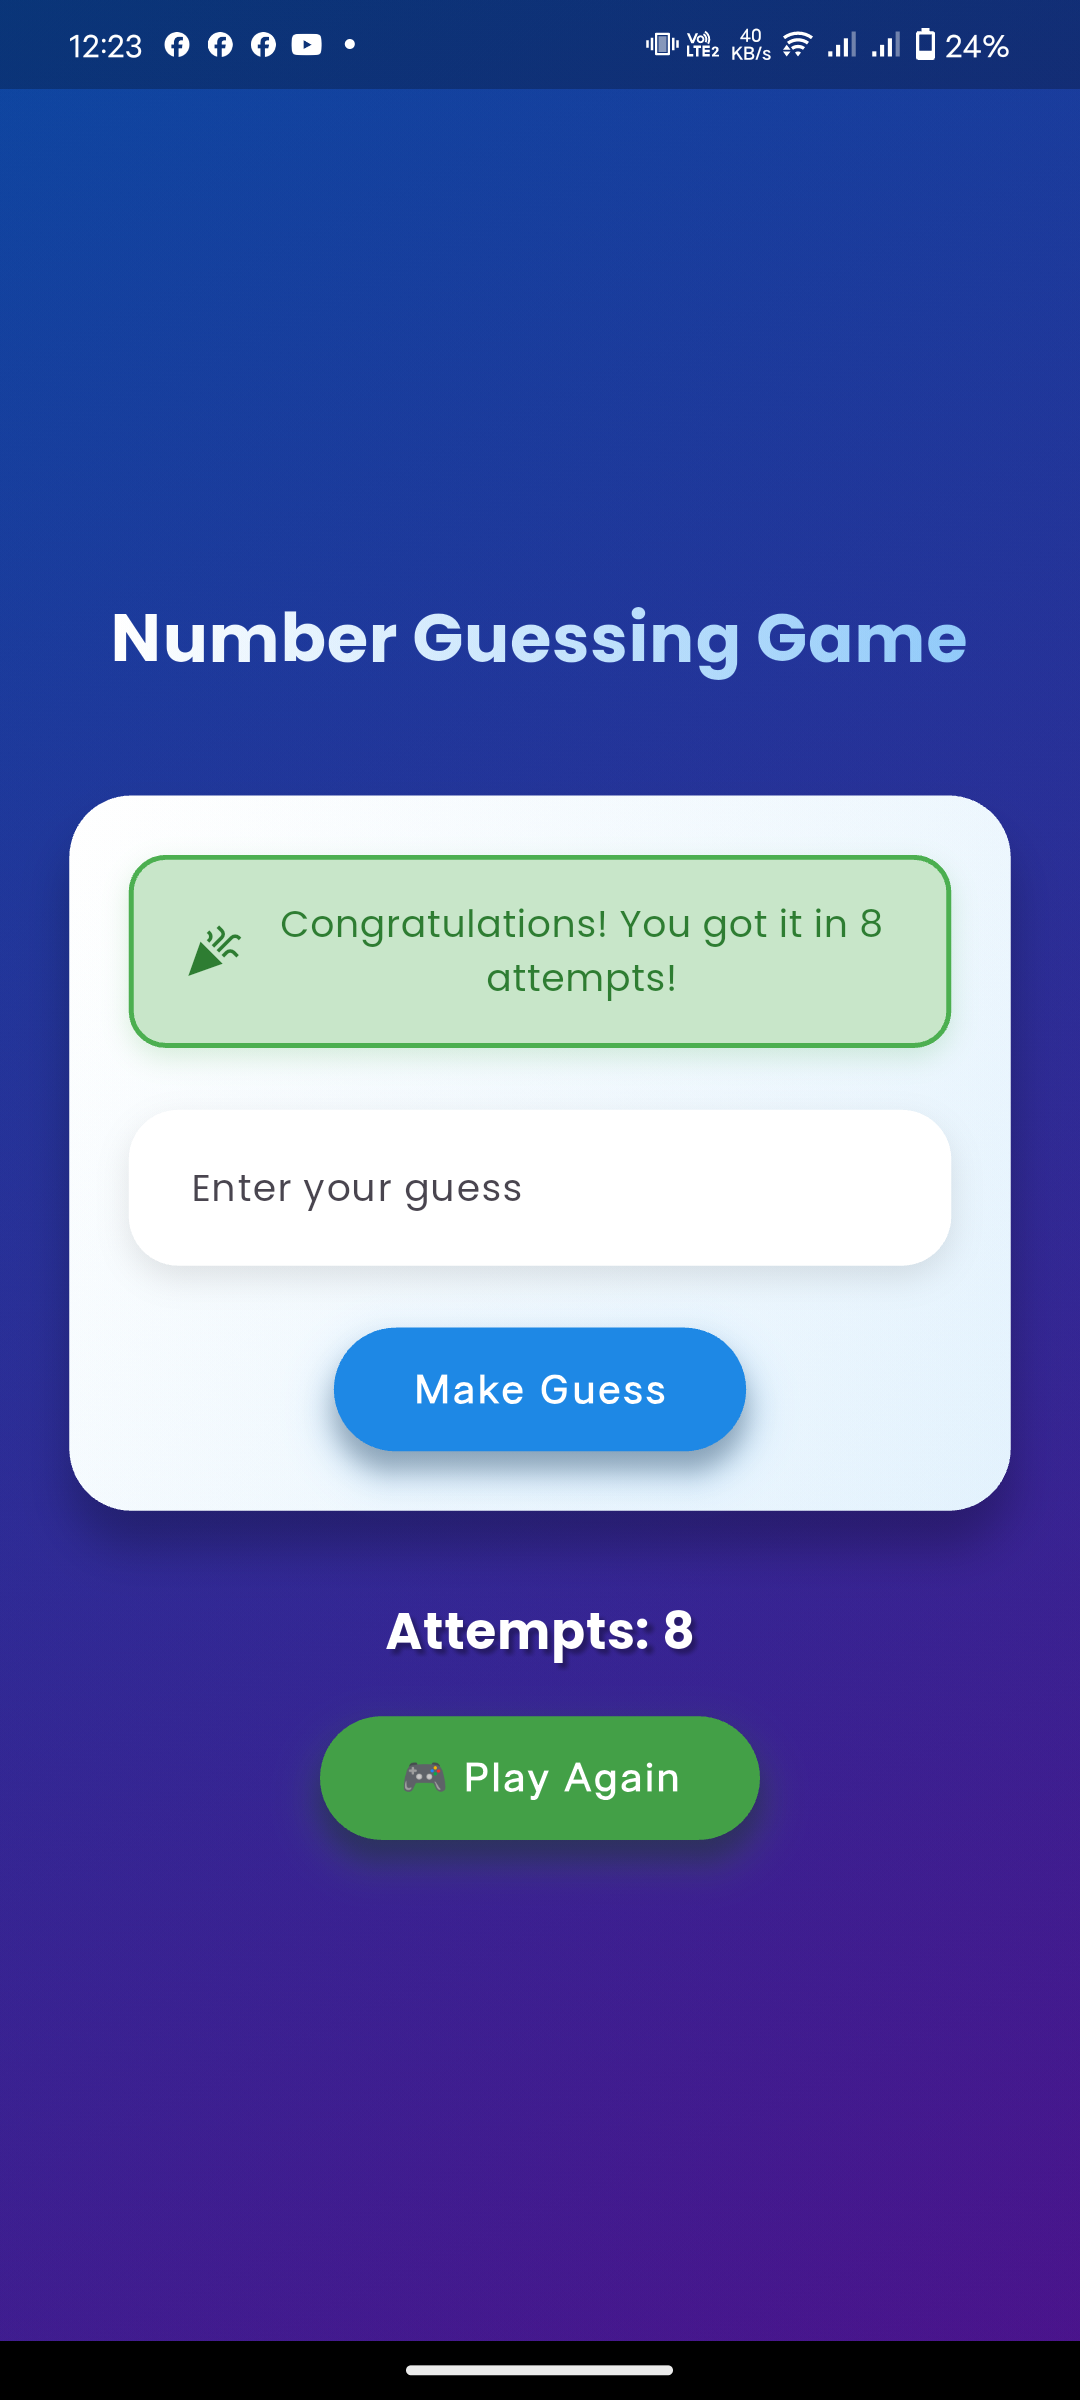 12:23
Vo) LTE2 40 KB/s 24%
Number Guessing Game
Congratulations! You got it in 8
attempts!
Enter your guess
Make Guess
Attempts: 8
🎮 Play Again